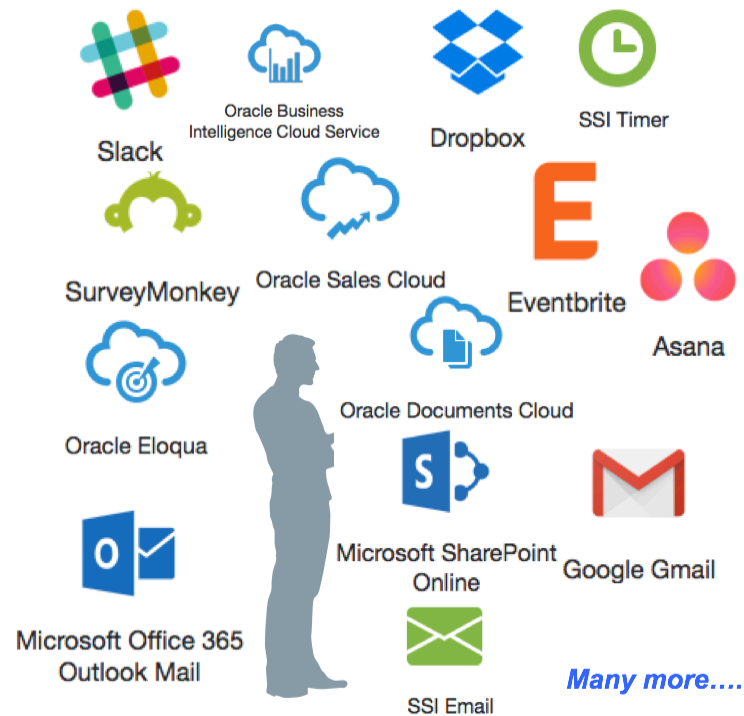 Slack
Oracle Business
Intelligence Cloud Service
Dropbox
SSI Timer
SurveyMonkey
Oracle Sales Cloud
E
Eventbrite
Asana
Oracle Eloqua
Oracle Documents Cloud
S
Microsoft SharePoint
Online
Google Gmail
O
Microsoft Office 365
Outlook Mail
SSI Email
Many more....